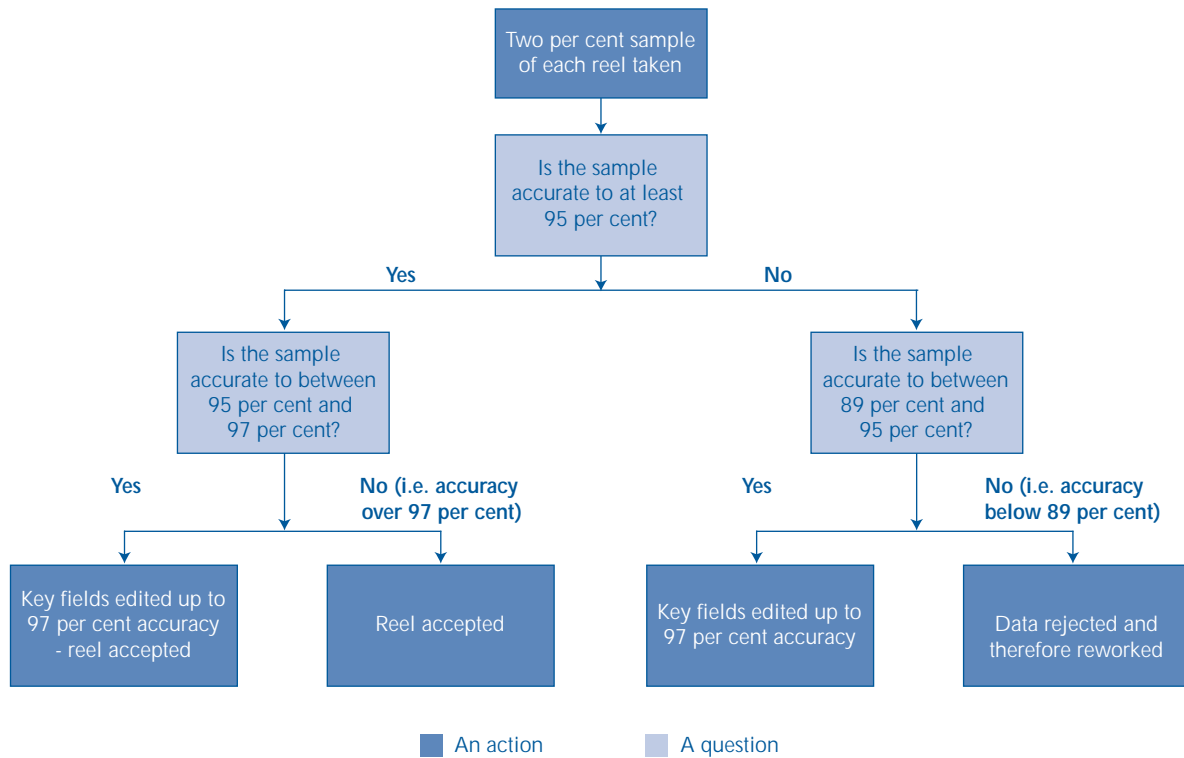 Two per cent sample
of each reel taken
Is the sample
accurate to at least
95 per cent?
Yes
No
Is the sample
accurate to between
95 per cent and
97 per cent?
Is the sample
accurate to between
89 per cent and
95 per cent?
Yes
No (i.e. accuracy
over 97 per cent)
Yes
No (i.e. accuracy
below 89 per cent)
Key fields edited up to
97 per cent accuracy
- reel accepted
Reel accepted
Key fields edited up to
97 per cent accuracy
Data rejected and
therefore reworked
An action
A question